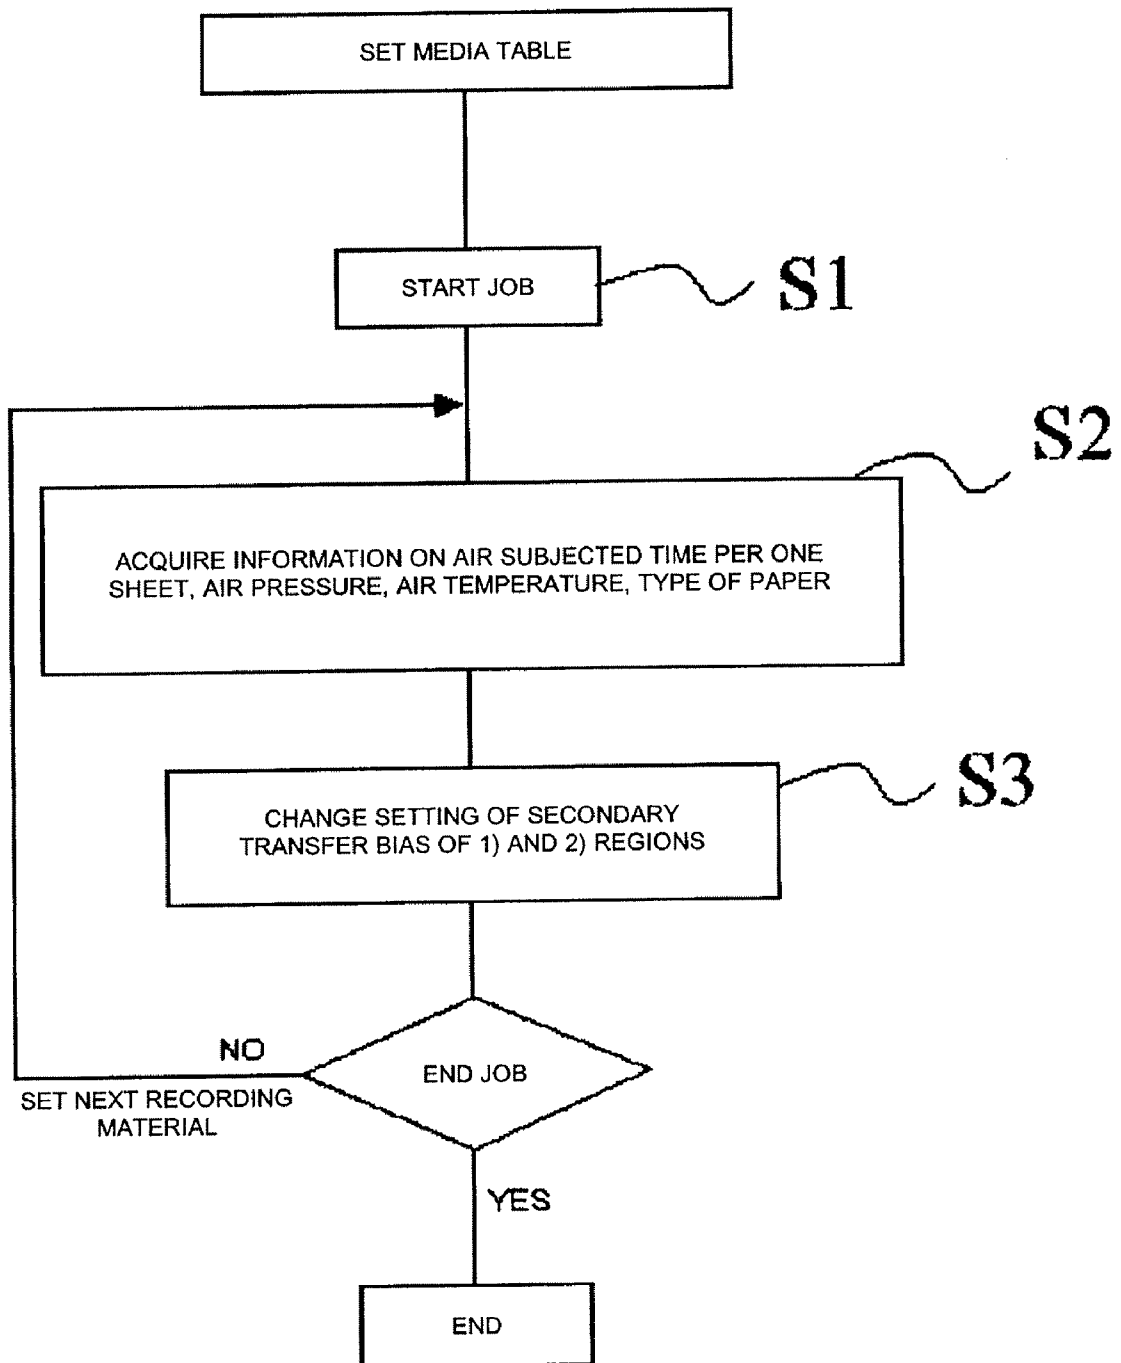 SET MEDIA TABLE
START JOB
S1
S2
ACQUIRE INFORMATION ON AIR SUBJECTED TIME PER ONE
SHEET, AIR PRESSURE, AIR TEMPERATURE, TYPE OF PAPER
S3
CHANGE SETTING OF SECONDARY
TRANSFER BIAS OF 1) AND 2) REGIONS
NO
END JOB
SET NEXT RECORDING
MATERIAL
YES
END